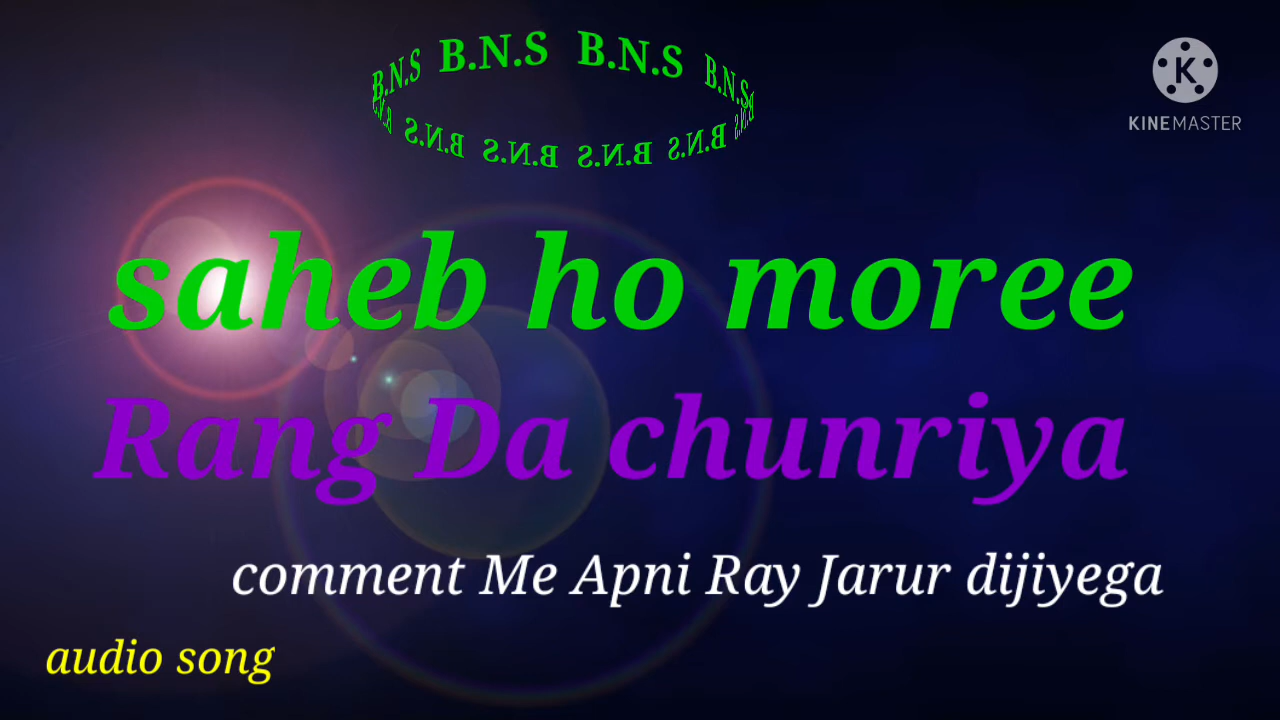 B.N.S B.N.S B.N.S B.N.S B.N.S
B.N.S B.N.S B.N.S B.N.S B.N.S B.N.S
K
KINEMASTER
saheb ho moree
Rang Da chunriya
comment Me Apni Ray Jarur dijiyega
audio song